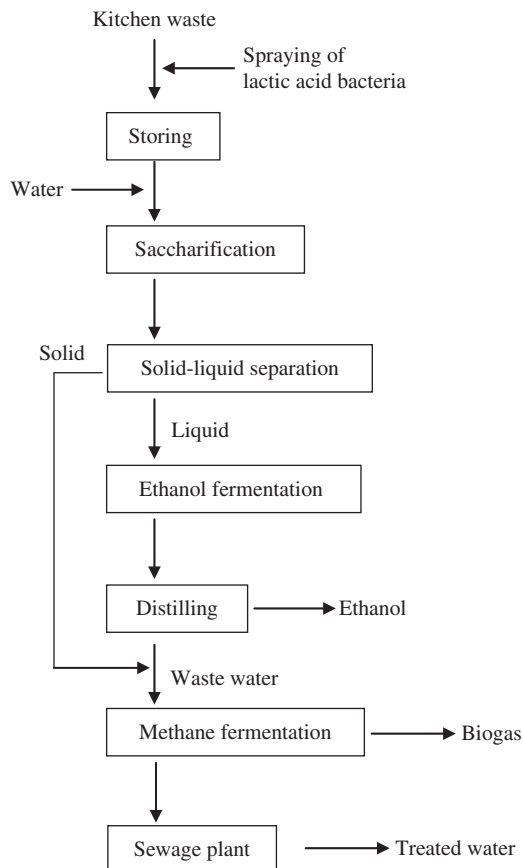 Kitchen waste
Spraying of
lactic acid bacteria
Storing
Water
Saccharification
Solid
Solid-liquid separation
Liquid
Ethanol fermentation
Distilling
Ethanol
Waste water
Methane fermentation
Biogas
Sewage plant
Treated water